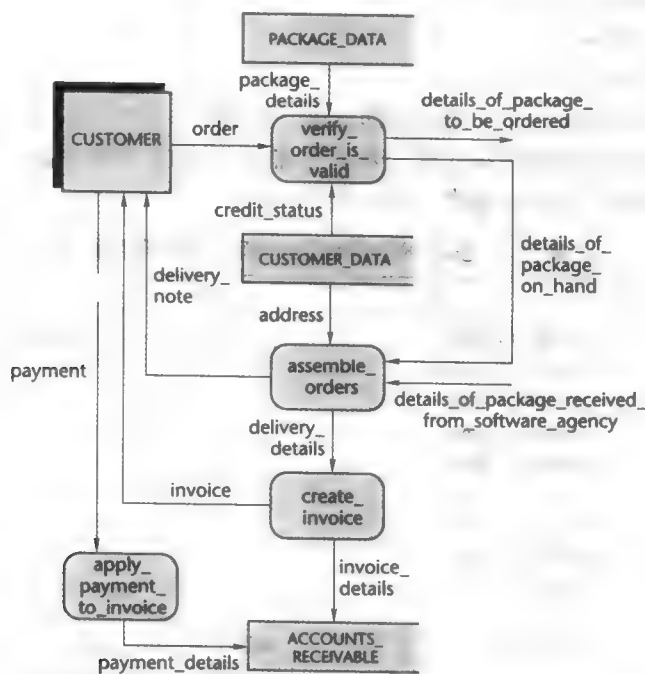 PACKAGE_DATA
package_
details
details_of_package_
to_be_ordered
CUSTOMER
order
verify_
order_is_
valid
credit_status
CUSTOMER_DATA
details_of_
package_
on_hand
delivery_
note
address
payment
assemble_
orders
details_of_package_received_
from_software_agency
delivery_
details
invoice
create_
invoice
apply_
payment_
to_invoice
invoice_
details
payment_details
ACCOUNTS_
RECEIVABLE